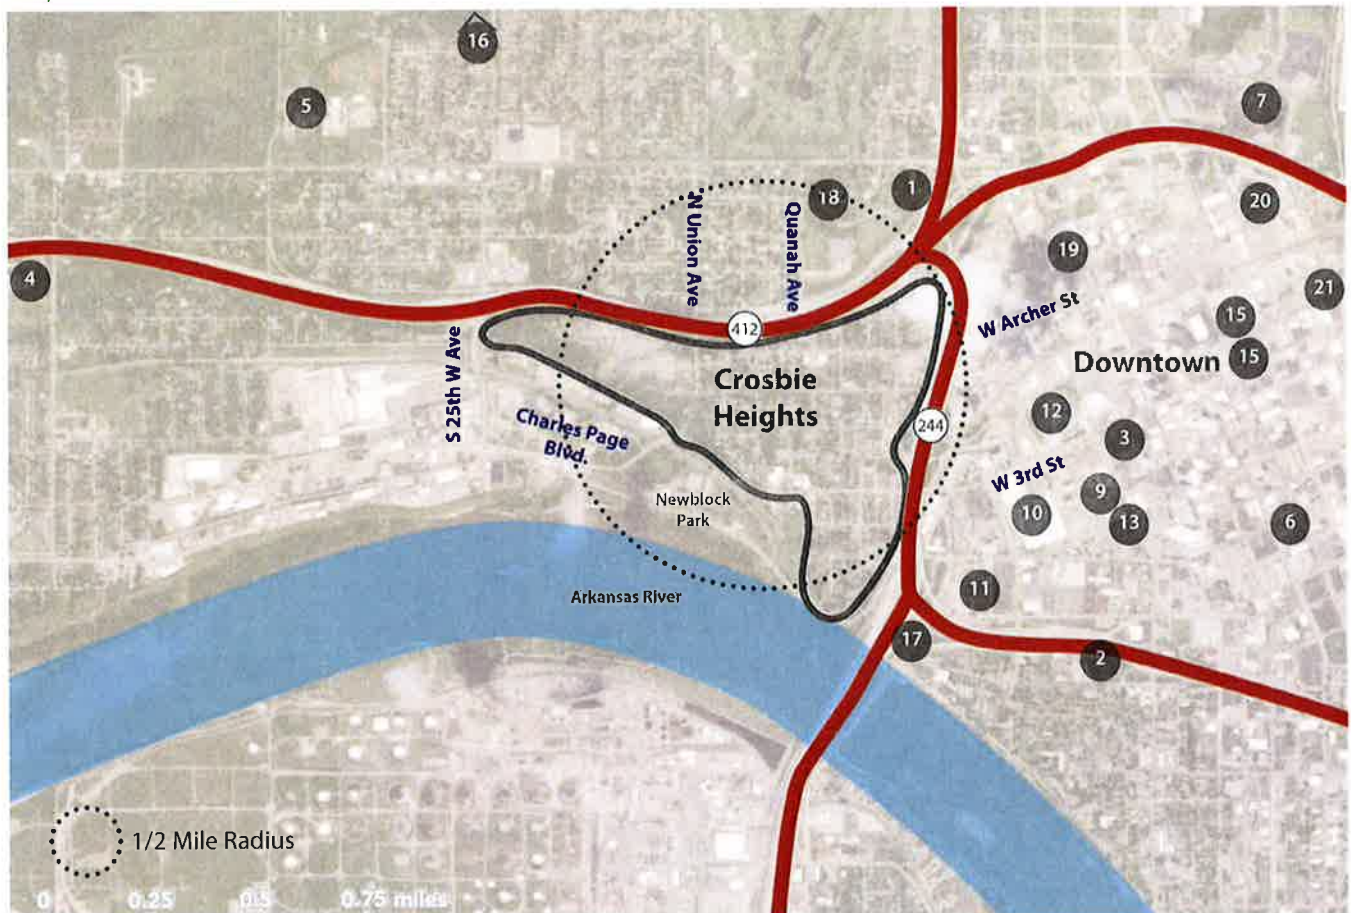 16
5
7
1
18
20
N Union Ave
Quanah Ave
19
4
21
W Archer St
15
412
15
Downtown
S 25th W Ave
Crosbie
Heights
12
244
Charles Page
Blvd.
3
W 3rd St
9
Newblock
Park
10
13
6
11
Arkansas River
17
2
1/2 Mile Radius
0 0.25 0.5 0.75 miles